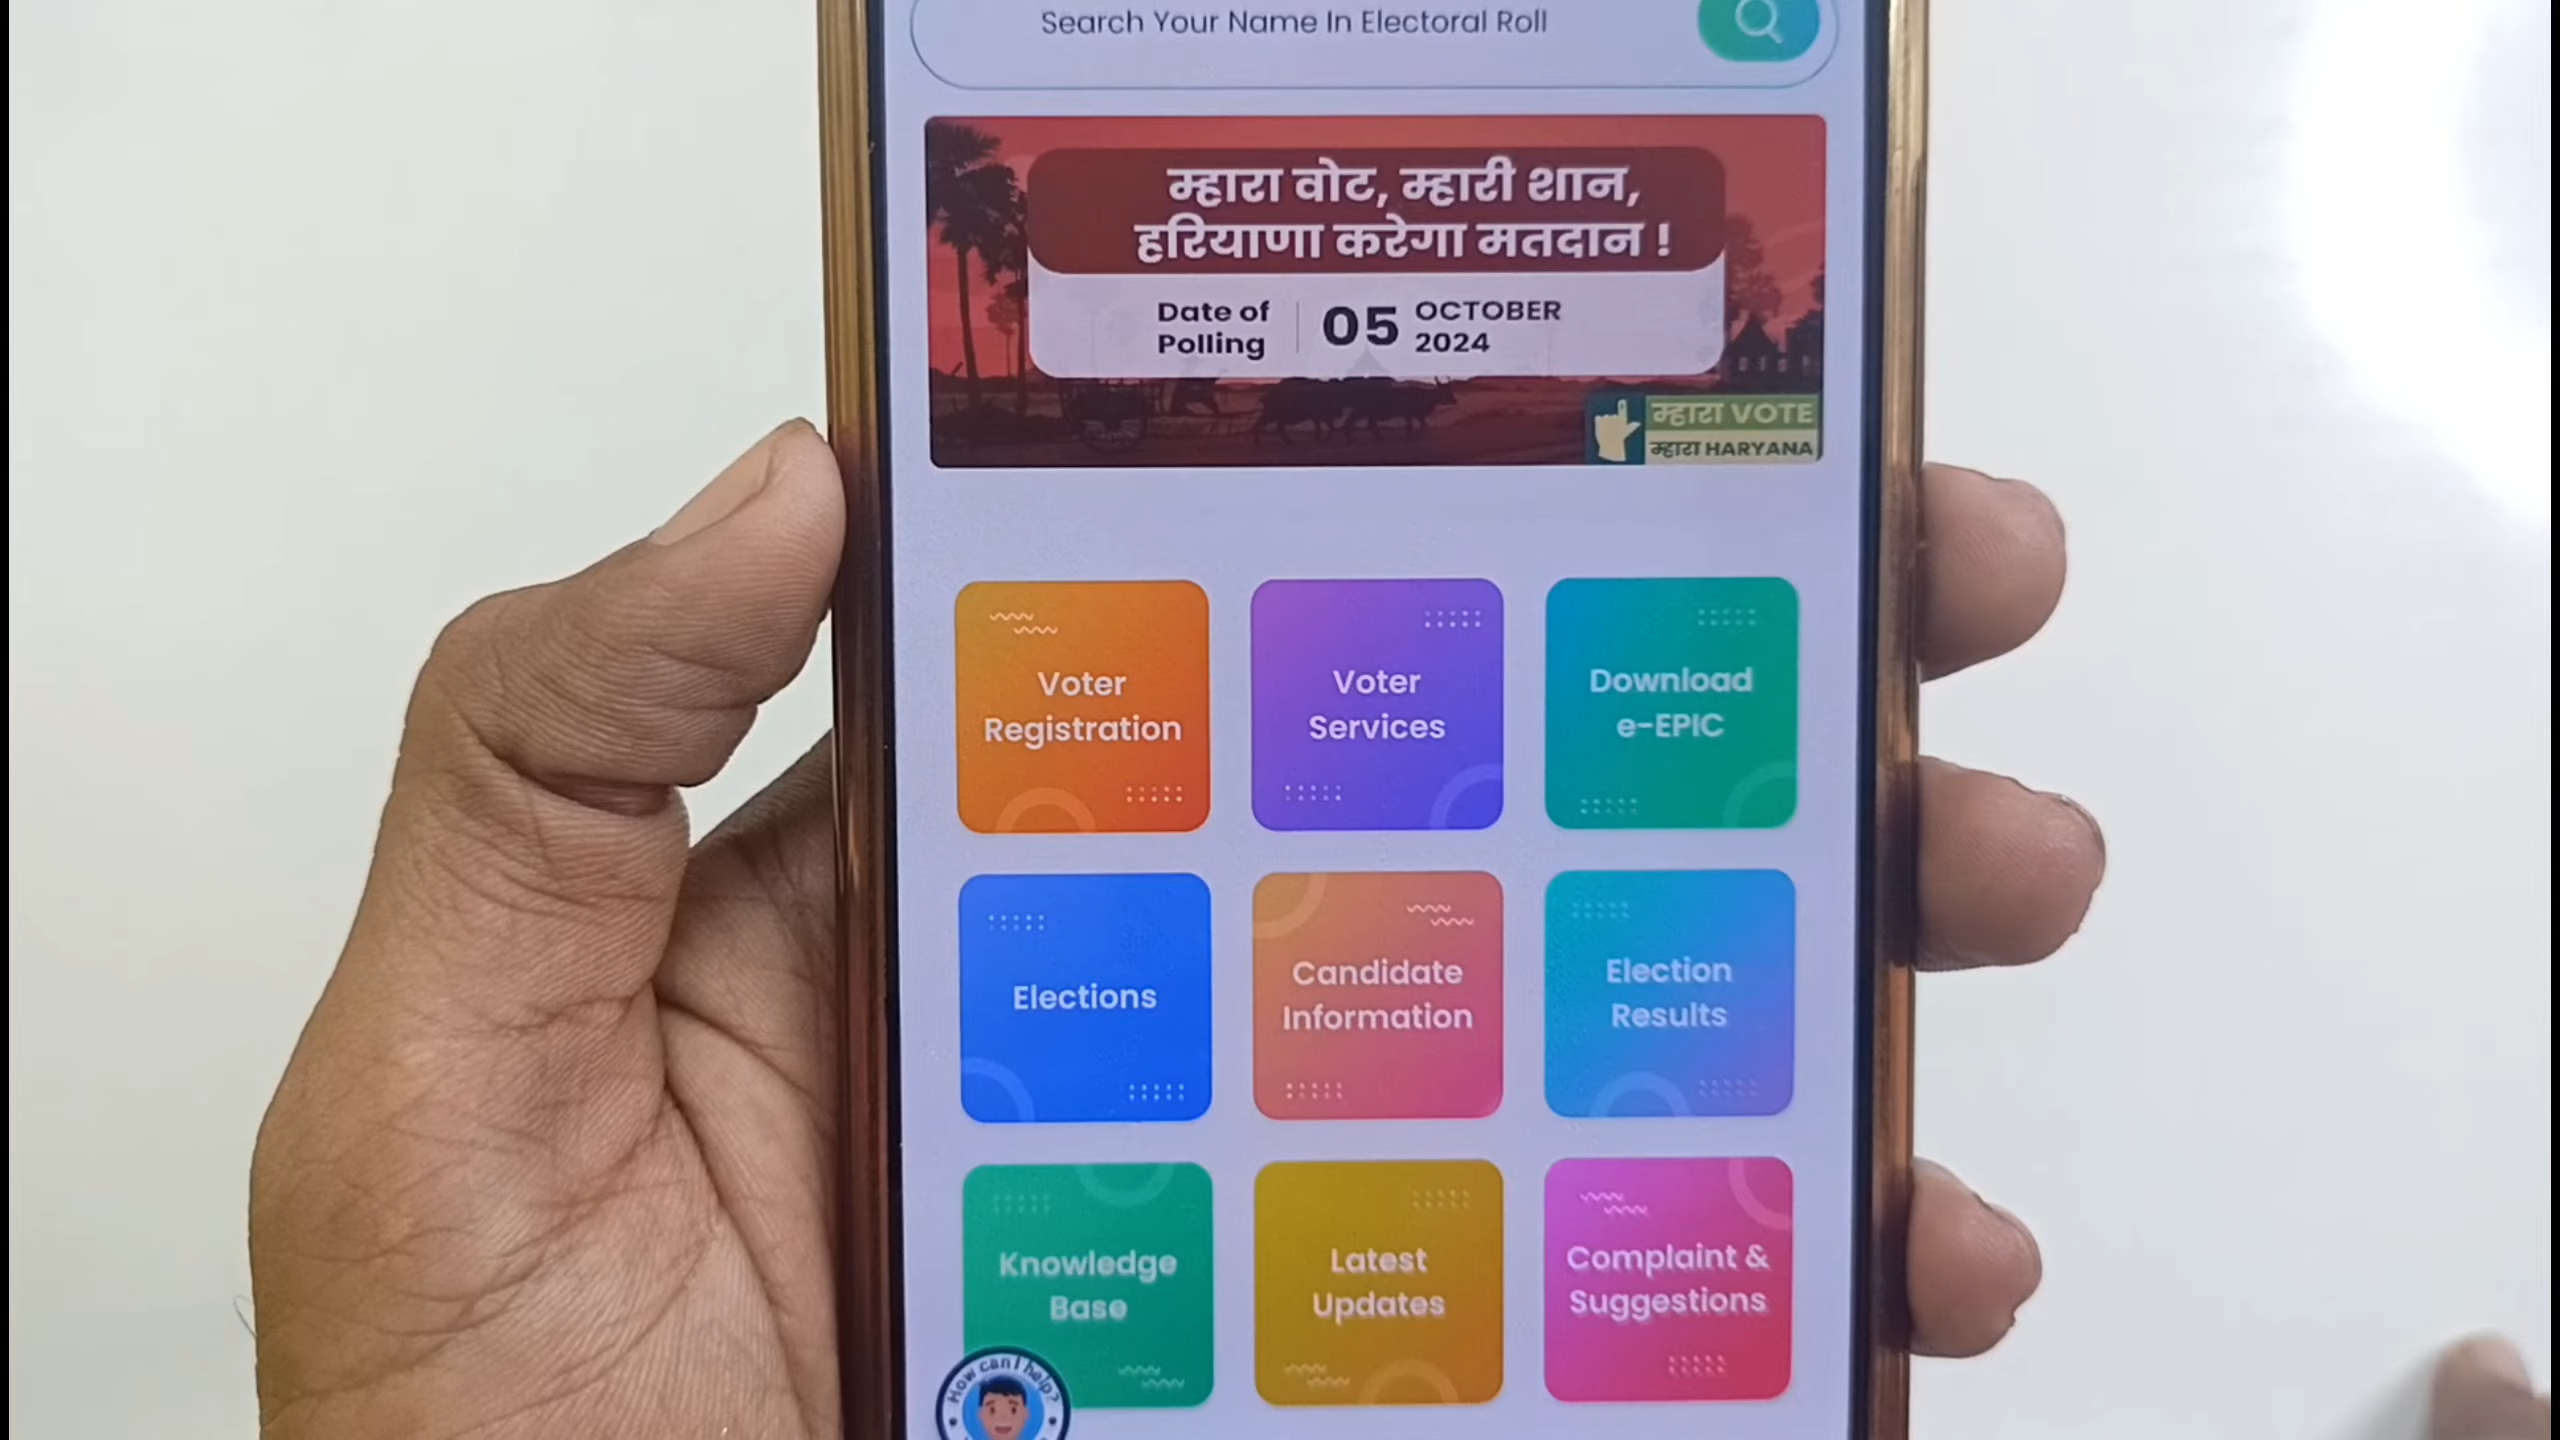 Search Your Name In Electoral Roll
म्हारा वोट, म्हारी शान,
हरियाणा करेगा मतदान !
Date of
Polling
05
OCTOBER
2024
म्हारा VOTE
म्हारा HARYANA
Voter
Registration
Voter
Services
Download
e-EPIC
Elections
Candidate
Information
Election
Results
Knowledge
Base
Latest
Updates
Complaint &
Suggestions
How can I help?